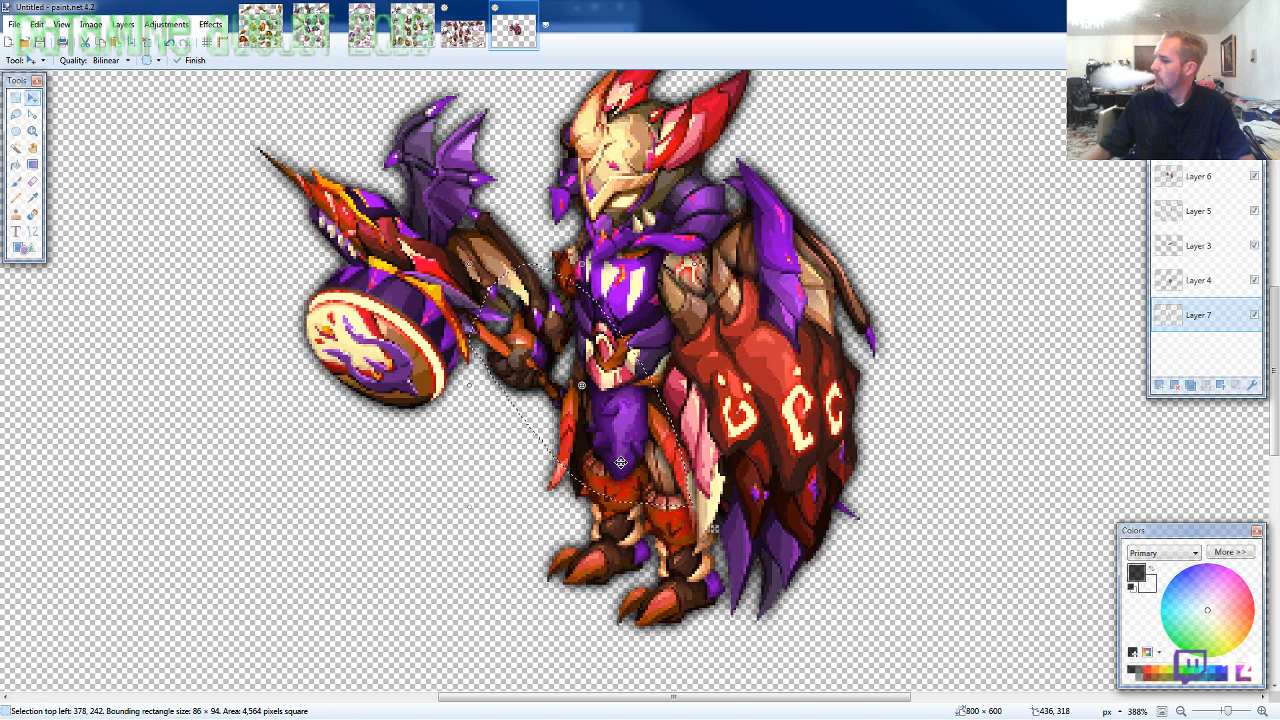 Untitled - paint.net 4.2
File Edit View Image Layers Adjustments Effects
Tool: Quality: Bilinear Finish
Tools
Layer 6
Layer 5
Layer 3
Layer 4
Layer 7
Colors
Primary More >>
Selection top left: 378, 242. Bounding rectangle size: 86 × 94. Area: 4,564 pixels square 800 × 600 436, 318 px 388%